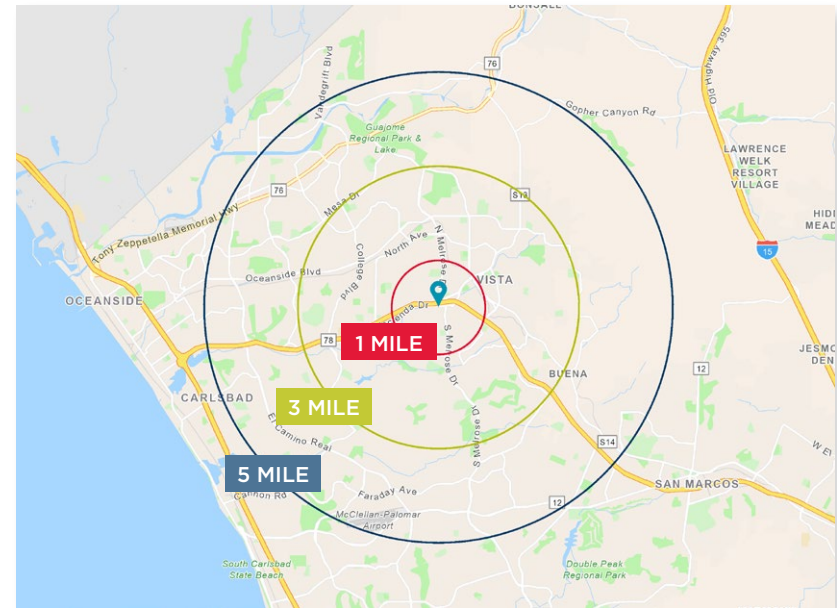 BONSALL
76
Vandegrift Blvd
Gopher Canyon Rd
Highway 395
Old
Guajome
Regional Park &
Lake
LAWRENCE
WELK
RESORT
VILLAGE
76
Mesa Dr
S13
Tony Zeppetella Memorial Hwy
College
Blvd
North Ave
N Melrose
HIDD
MEAD
15
Oceanside Blvd
VISTA
OCEANSIDE
78
1 MILE
S Melrose Dr
JESMO
DEN
BUENA
12
CARLSBAD
3 MILE
El Camino Real
S Melrose Dr
S14
W El
5 MILE
Cannon Rd
Faraday Ave
SAN MARCOS
12
McClellan-Palomar
Airport
South Carlsbad
State Beach
Double Peak
Regional Park